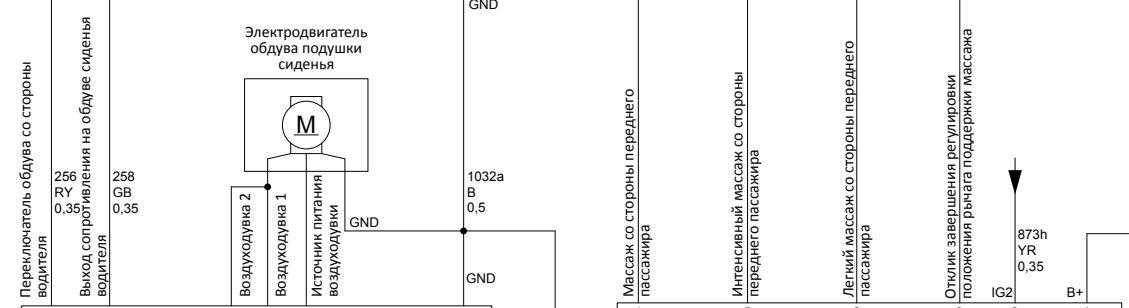 GND
Электродвигатель
обдува подушки
сиденья
M
Переключатель обдува со стороны
водителя
256
RY
0,35
Выход сопротивления на обдуве сиденья
водителя
258
GB
0,35
Воздуходувка 2
Воздуходувка 1
Источник питания
воздуходувки
GND
1032a
B
0,5
GND
Массаж со стороны переднего
пассажира
Интенсивный массаж со стороны
переднего пассажира
Легкий массаж со стороны переднего
пассажира
Отклик завершения регулировки
положения рычага поддержки массажа
873h
YR
0,35
IG2
B+